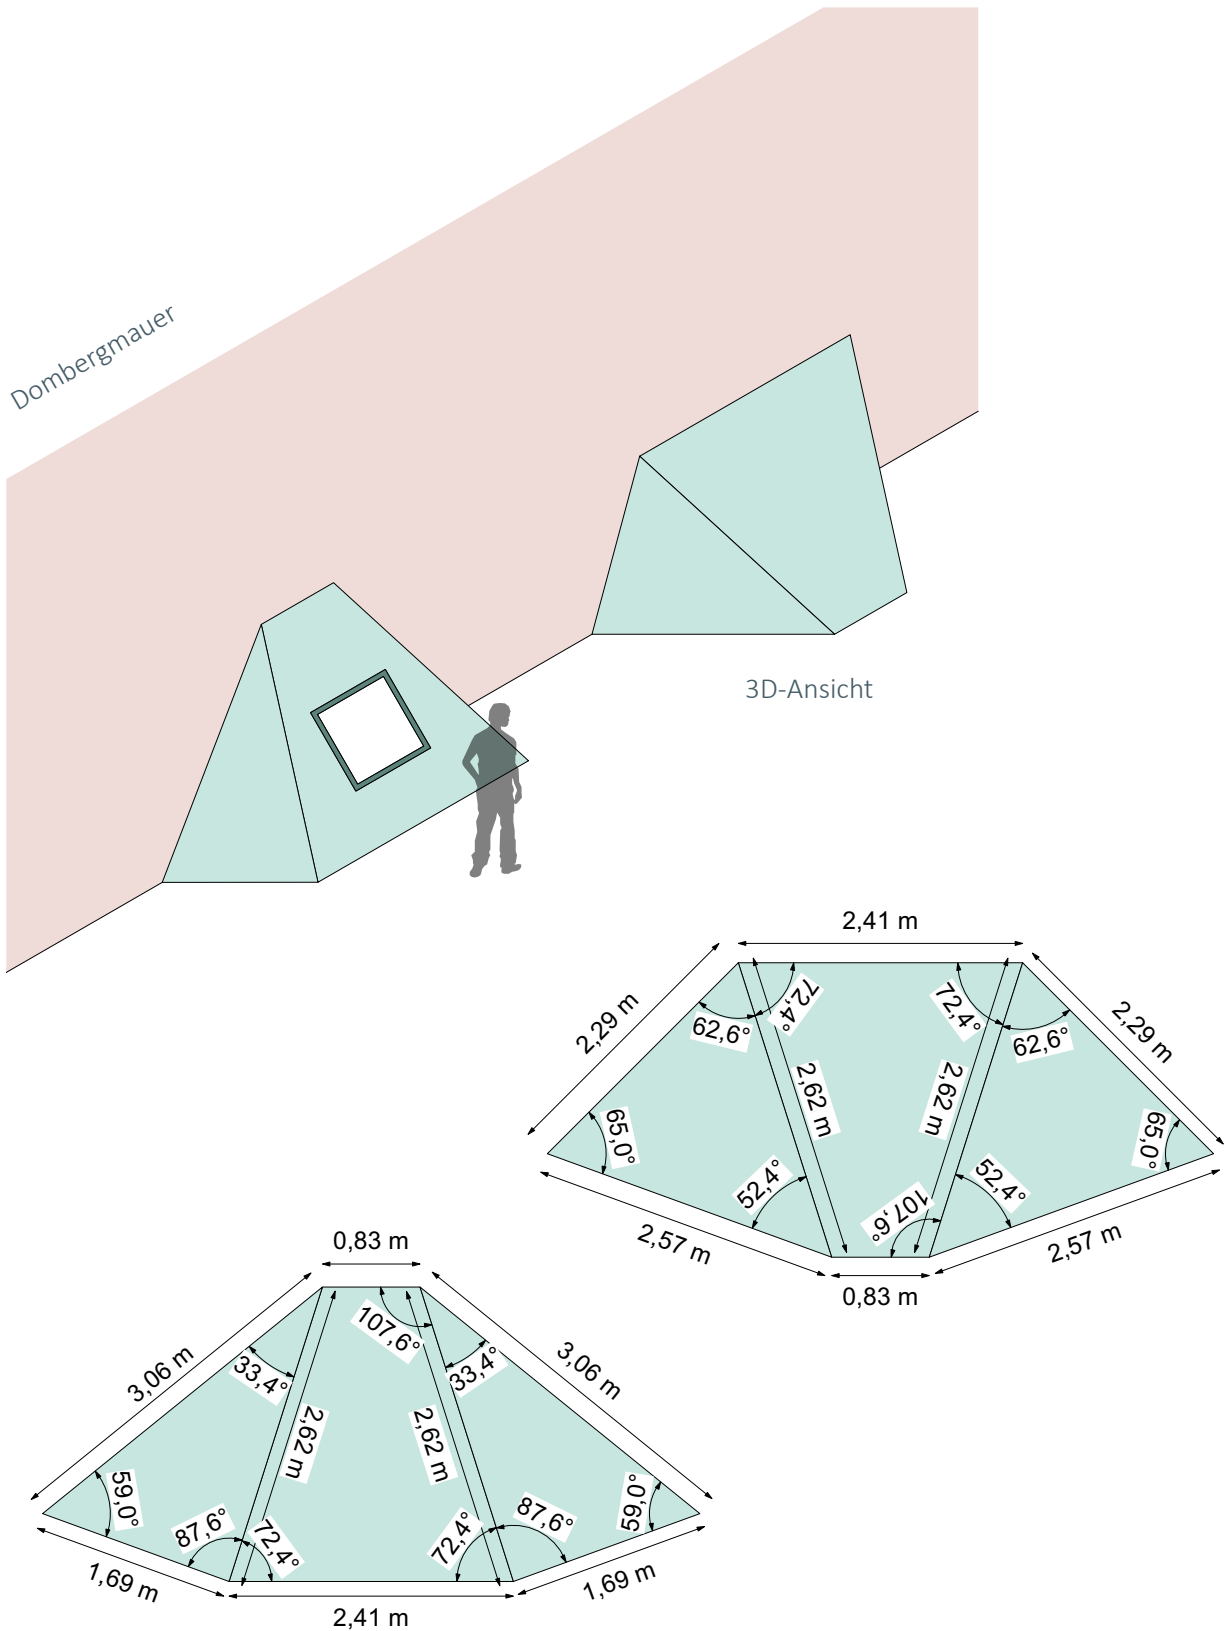 Dombergmauer
3D-Ansicht
2,41 m
2,29 m
2,29 m
72,4°
72,4°
62,6°
62,6°
2,62 m
2,62 m
65,0°
65,0°
52,4°
52,4°
107,6°
2,57 m
2,57 m
0,83 m
0,83 m
107,6°
3,06 m
3,06 m
33,4°
33,4°
2,62 m
2,62 m
59,0°
59,0°
87,6°
72,4°
72,4°
87,6°
1,69 m
1,69 m
2,41 m